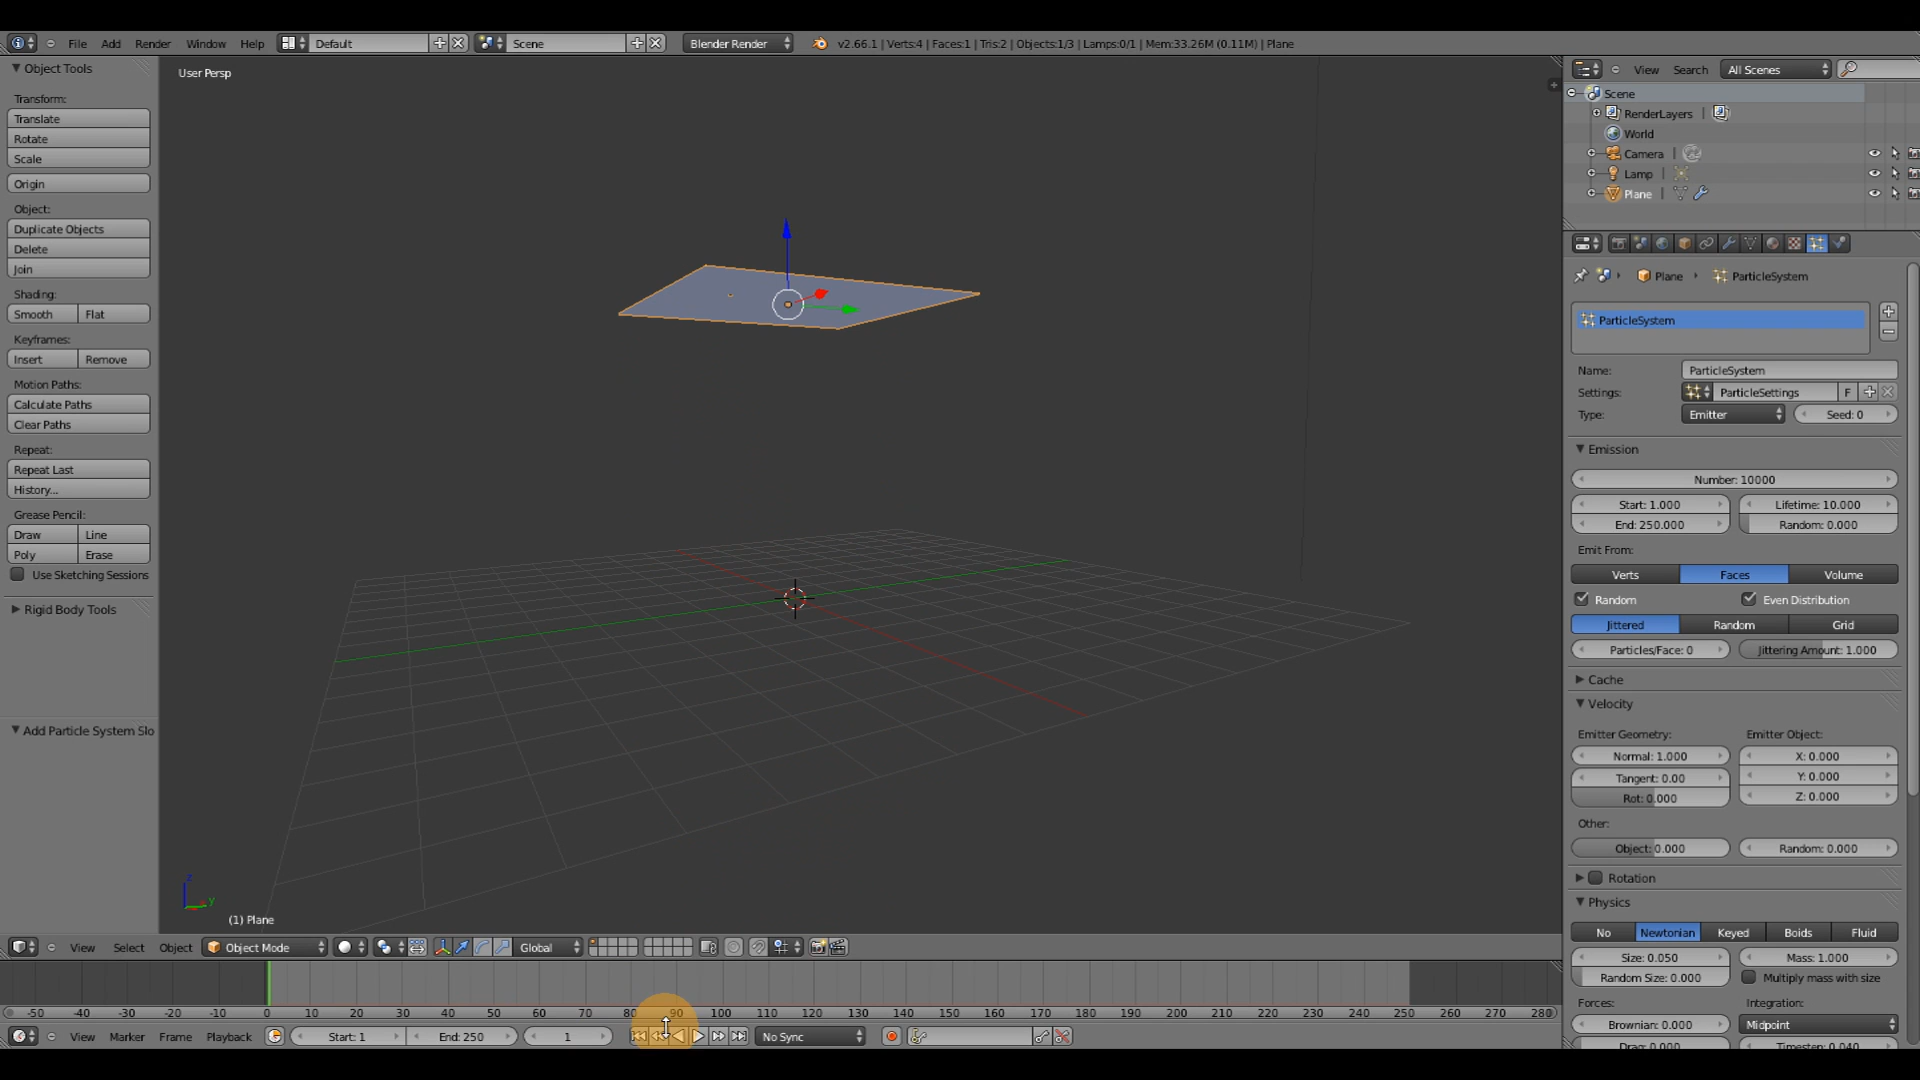 File Add Render Window Help Default Scene Blender Render v2.66.1 | Verts:4 | Faces:1 | Tris:2 | Objects:1/3 | Lamps:0/1 | Mem:33.26M (0.11M) | Plane
Object Tools
Transform:
Translate
Rotate
Scale
Origin
Object:
Duplicate Objects
Delete
Join
Shading:
Smooth Flat
Keyframes:
Insert Remove
Motion Paths:
Calculate Paths
Clear Paths
Repeat:
Repeat Last
History...
Grease Pencil:
Draw Line
Poly Erase
Use Sketching Sessions
Rigid Body Tools
Add Particle System Slo
User Persp
z
y
(1) Plane
View Select Object Object Mode Global
-50 -40 -30 -20 -10 0 10 20 30 40 50 60 70 80 90 100 110 120 130 140 150 160 170 180 190 200 210 220 230 240 250 260 270 280
View Marker Frame Playback Start: 1 End: 250 1 No Sync
View Search All Scenes
Scene
RenderLayers |
World
Camera |
Lamp |
Plane |
Plane ParticleSystem
ParticleSystem
Name: ParticleSystem
Settings: ParticleSettings F
Type: Emitter Seed: 0
Emission
Number: 10000
Start: 1.000 Lifetime: 10.000
End: 250.000 Random: 0.000
Emit From:
Verts Faces Volume
Random Even Distribution
Jittered Random Grid
Particles/Face: 0 Jittering Amount: 1.000
Cache
Velocity
Emitter Geometry: Emitter Object:
Normal: 1.000 X: 0.000
Tangent: 0.00 Y: 0.000
Rot: 0.000 Z: 0.000
Other:
Object: 0.000 Random: 0.000
Rotation
Physics
No Newtonian Keyed Boids Fluid
Size: 0.050 Mass: 1.000
Random Size: 0.000 Multiply mass with size
Forces: Integration:
Brownian: 0.000 Midpoint
Drag: 0.000 Timestep: 0.040